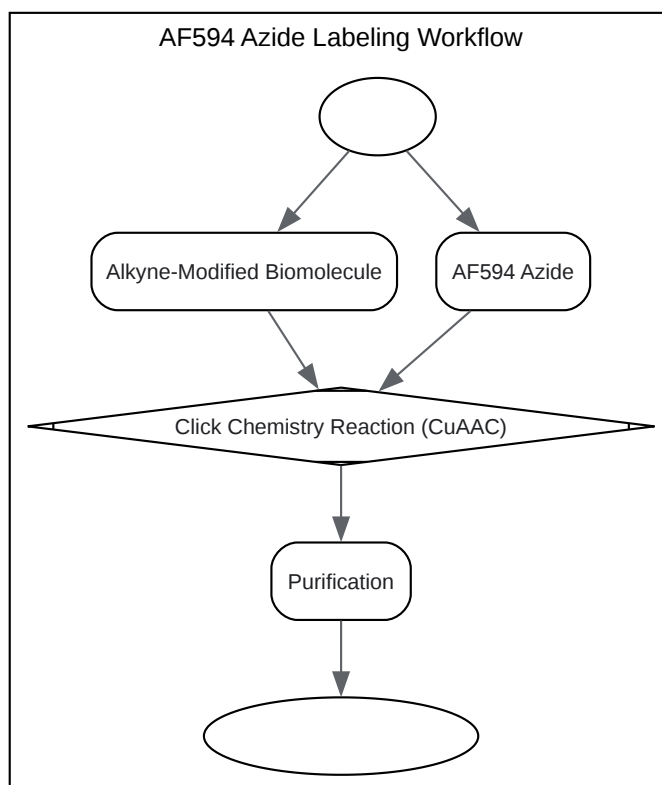 AF594 Azide Labeling Workflow
Alkyne-Modified Biomolecule
AF594 Azide
Click Chemistry Reaction (CuAAC)
Purification